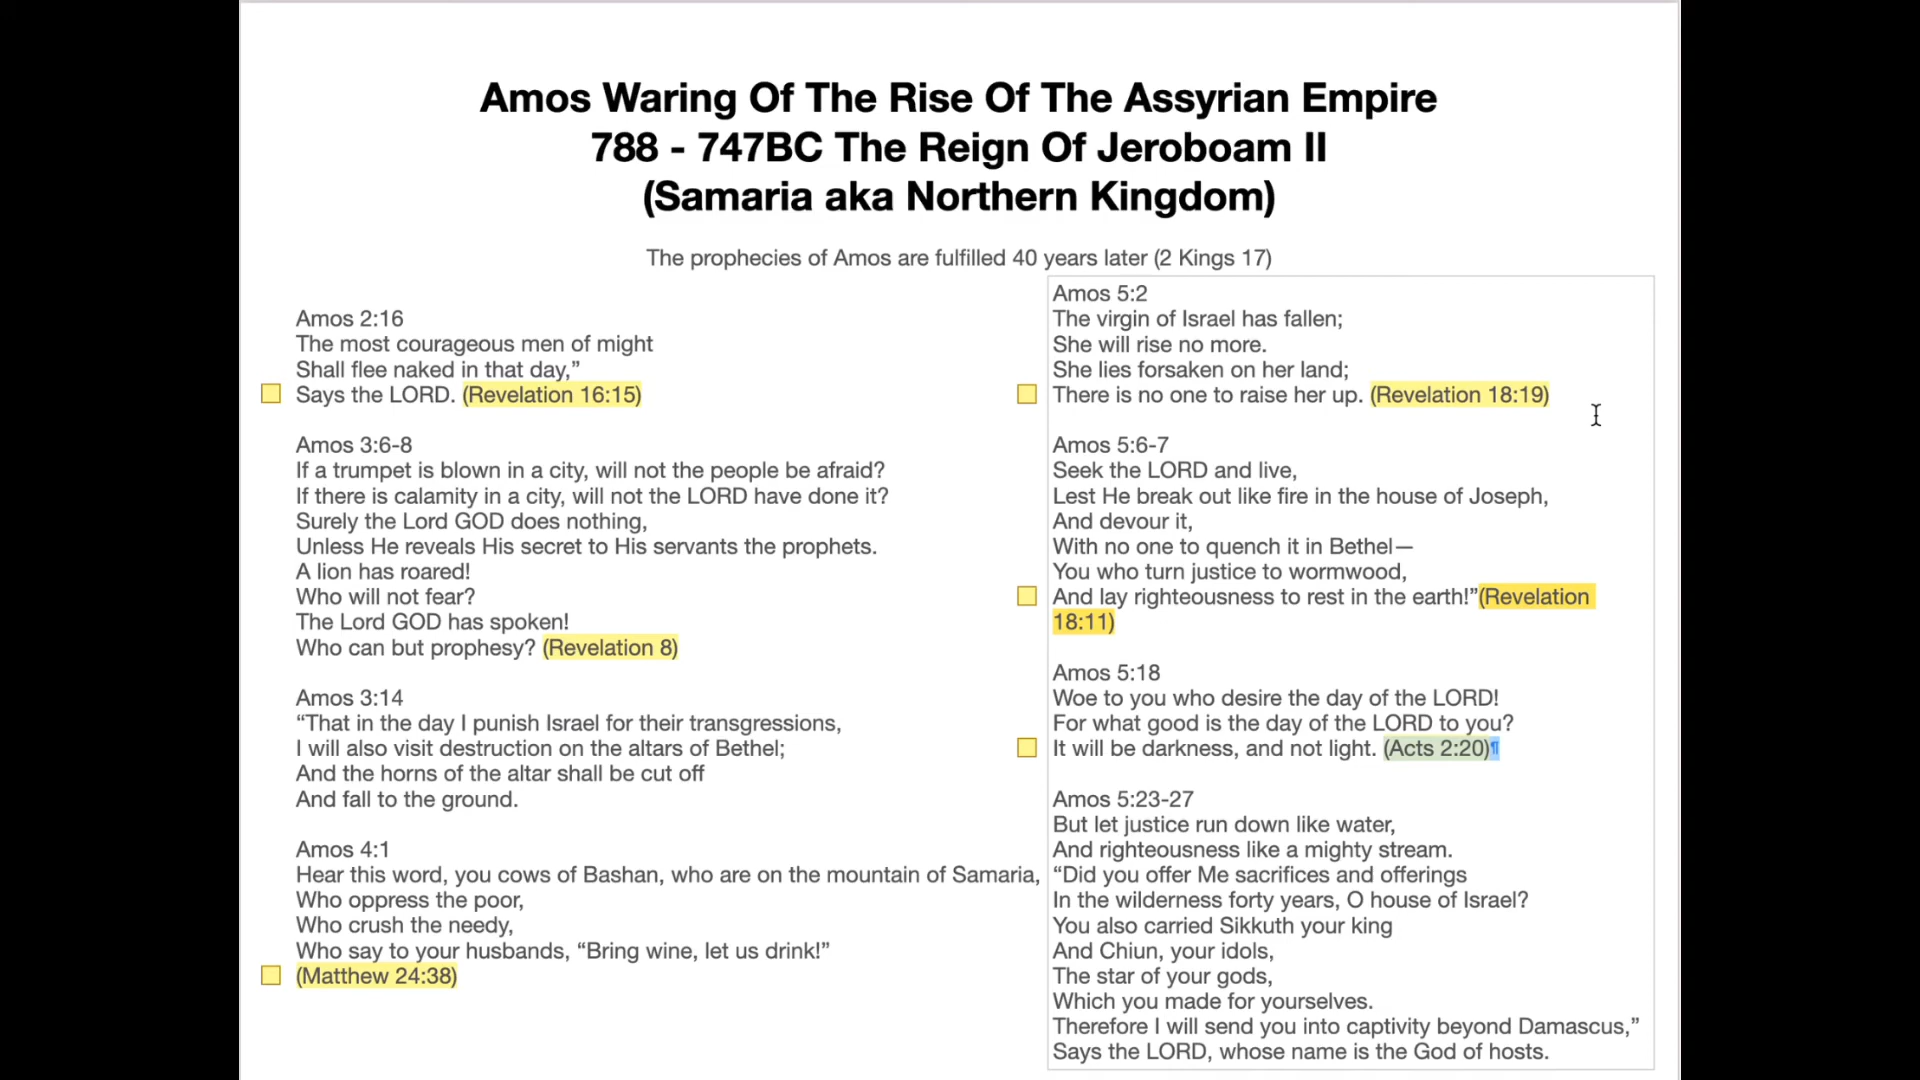 Amos Waring Of The Rise Of The Assyrian Empire
788 - 747BC The Reign Of Jeroboam II
(Samaria aka Northern Kingdom)
The prophecies of Amos are fulfilled 40 years later (2 Kings 17)
Amos 2:16
The most courageous men of might
Shall flee naked in that day,”
Says the LORD. (Revelation 16:15)
Amos 3:6-8
If a trumpet is blown in a city, will not the people be afraid?
If there is calamity in a city, will not the LORD have done it?
Surely the Lord GOD does nothing,
Unless He reveals His secret to His servants the prophets.
A lion has roared!
Who will not fear?
The Lord GOD has spoken!
Who can but prophesy? (Revelation 8)
Amos 3:14
“That in the day I punish Israel for their transgressions,
I will also visit destruction on the altars of Bethel;
And the horns of the altar shall be cut off
And fall to the ground.
Amos 4:1
Hear this word, you cows of Bashan, who are on the mountain of Samaria,
Who oppress the poor,
Who crush the needy,
Who say to your husbands, “Bring wine, let us drink!”
(Matthew 24:38)
Amos 5:2
The virgin of Israel has fallen;
She will rise no more.
She lies forsaken on her land;
There is no one to raise her up. (Revelation 18:19)
Amos 5:6-7
Seek the LORD and live,
Lest He break out like fire in the house of Joseph,
And devour it,
With no one to quench it in Bethel—
You who turn justice to wormwood,
And lay righteousness to rest in the earth!”(Revelation
18:11)
Amos 5:18
Woe to you who desire the day of the LORD!
For what good is the day of the LORD to you?
It will be darkness, and not light. (Acts 2:20)¶
Amos 5:23-27
But let justice run down like water,
And righteousness like a mighty stream.
“Did you offer Me sacrifices and offerings
In the wilderness forty years, O house of Israel?
You also carried Sikkuth your king
And Chiun, your idols,
The star of your gods,
Which you made for yourselves.
Therefore I will send you into captivity beyond Damascus,”
Says the LORD, whose name is the God of hosts.